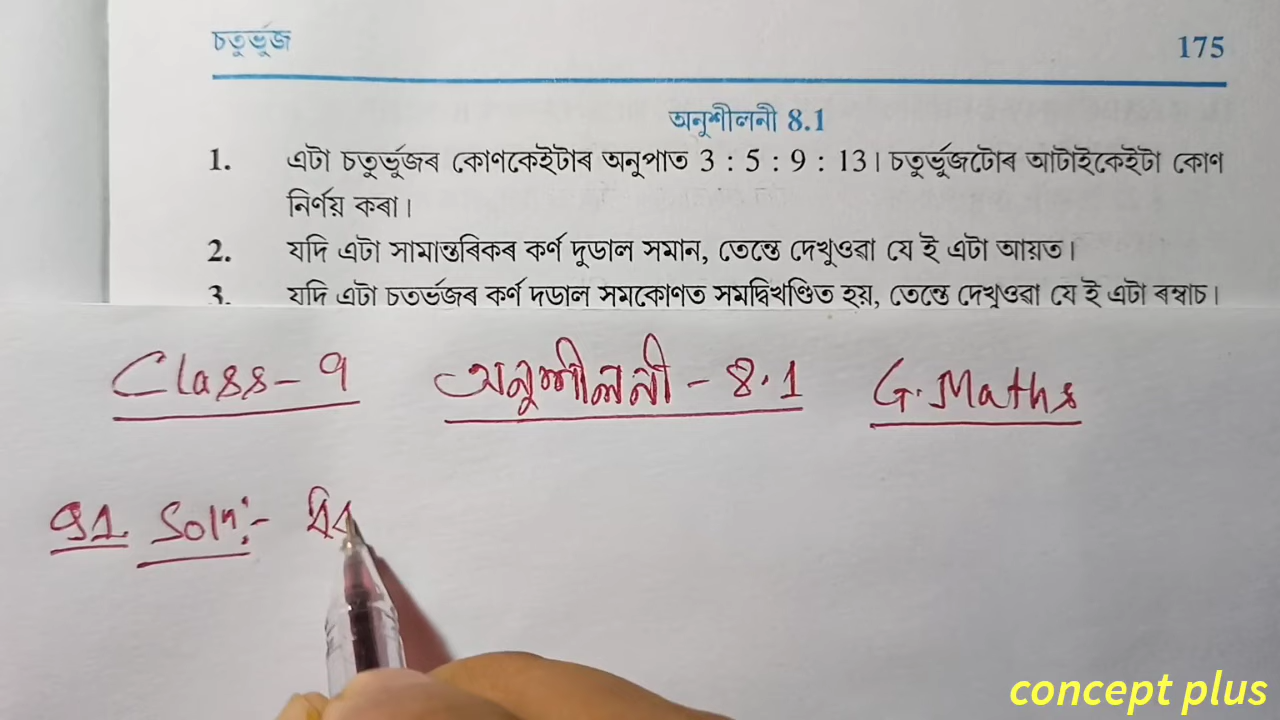 চতুৰ্ভূজ 175
অনুশীলনী 8.1
1. এটা চতুৰ্ভূজৰ কোণকেইটাৰ অনুপাত 3 : 5 : 9 : 13। চতুৰ্ভূজটোৰ আটাইকেইটা কোণ
নিৰ্ণয় কৰা।
2. যদি এটা সামান্তৰিকৰ কৰ্ণ দুডাল সমান, তেন্তে দেখুওৱা যে ই এটা আয়ত।
3. যদি এটা চতুৰ্ভূজৰ কৰ্ণ দুডাল সমকোণত সমদ্বিখণ্ডিত হয়, তেন্তে দেখুওৱা যে ই এটা ৰম্বাচ।
Class-9 অনুশীলনী-8.1 G.Maths
Q1. Soln:-
concept plus